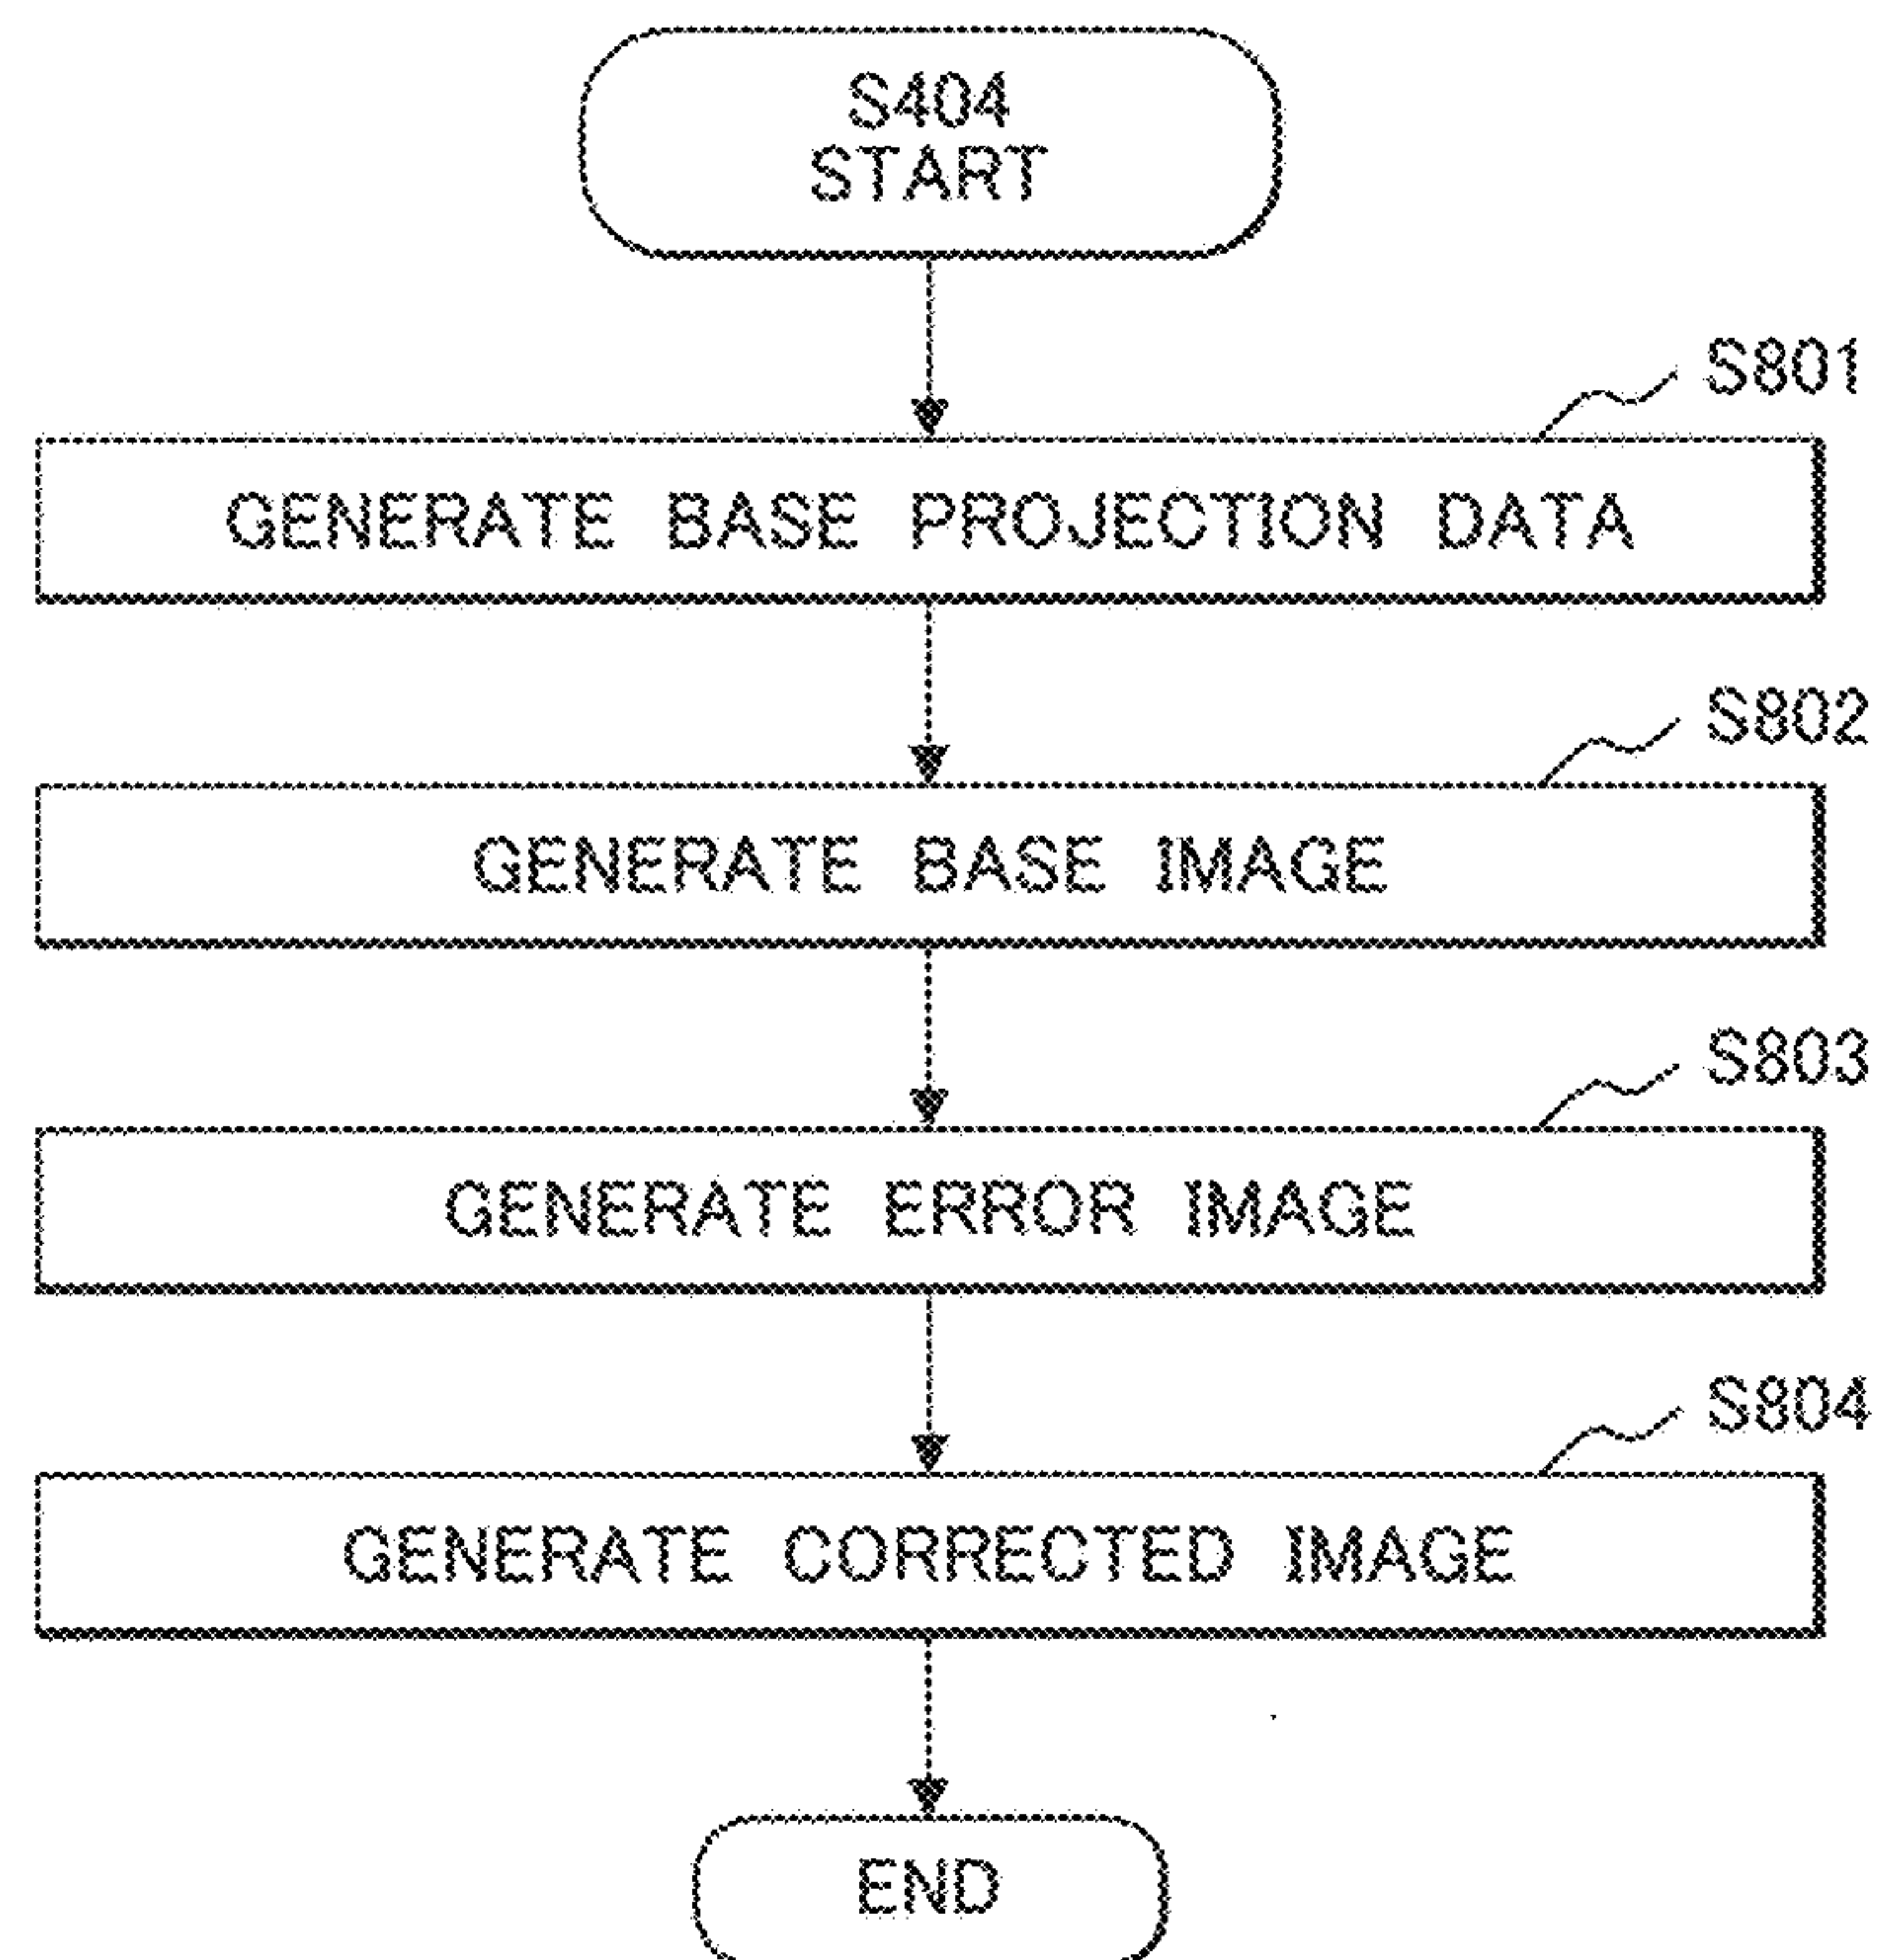 S404
START
S801
GENERATE BASE PROJECTION DATA
S802
GENERATE BASE IMAGE
S803
GENERATE ERROR IMAGE
S804
GENERATE CORRECTED IMAGE
END